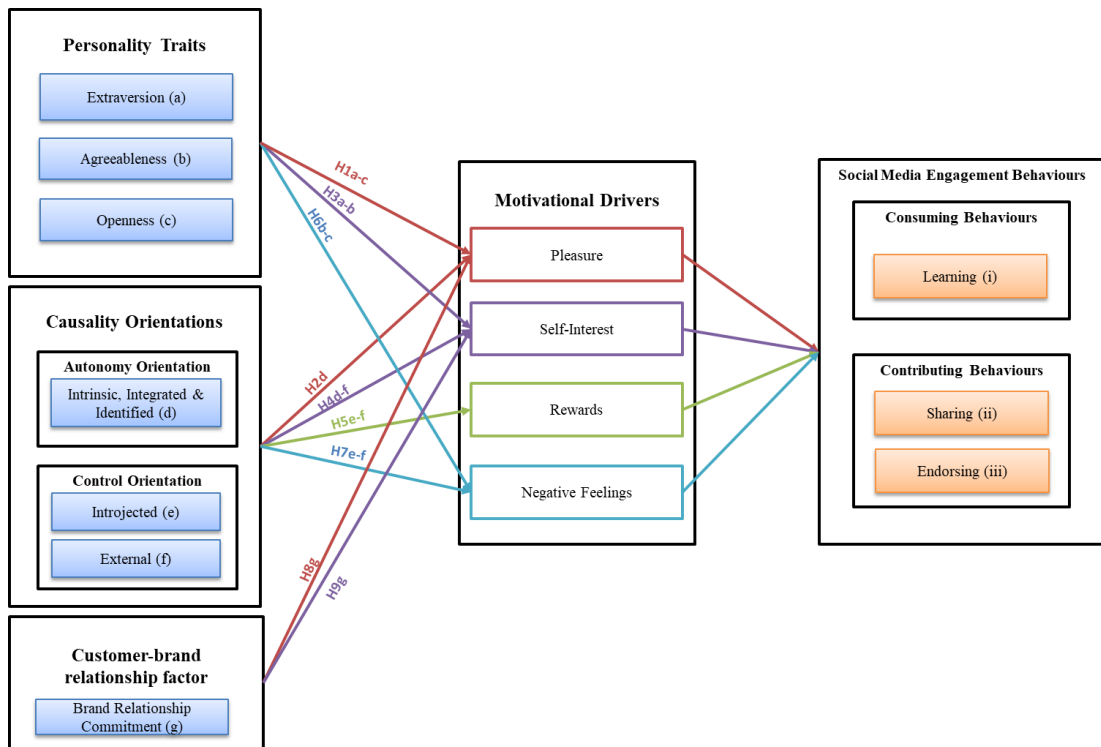 Personality Traits
Extraversion (a)
Agreeableness (b)
Openness (c)
Causality Orientations
Autonomy Orientation
Intrinsic, Integrated &
Identified (d)
Control Orientation
Introjected (e)
External (f)
Customer-brand
relationship factor
Brand Relationship
Commitment (g)
H1a-c
H3a-b
H6b-c
H2d
H4d-f
H5e-f
H7e-f
H8g
H9g
Motivational Drivers
Pleasure
Self-Interest
Rewards
Negative Feelings
Social Media Engagement Behaviours
Consuming Behaviours
Learning (i)
Contributing Behaviours
Sharing (ii)
Endorsing (iii)